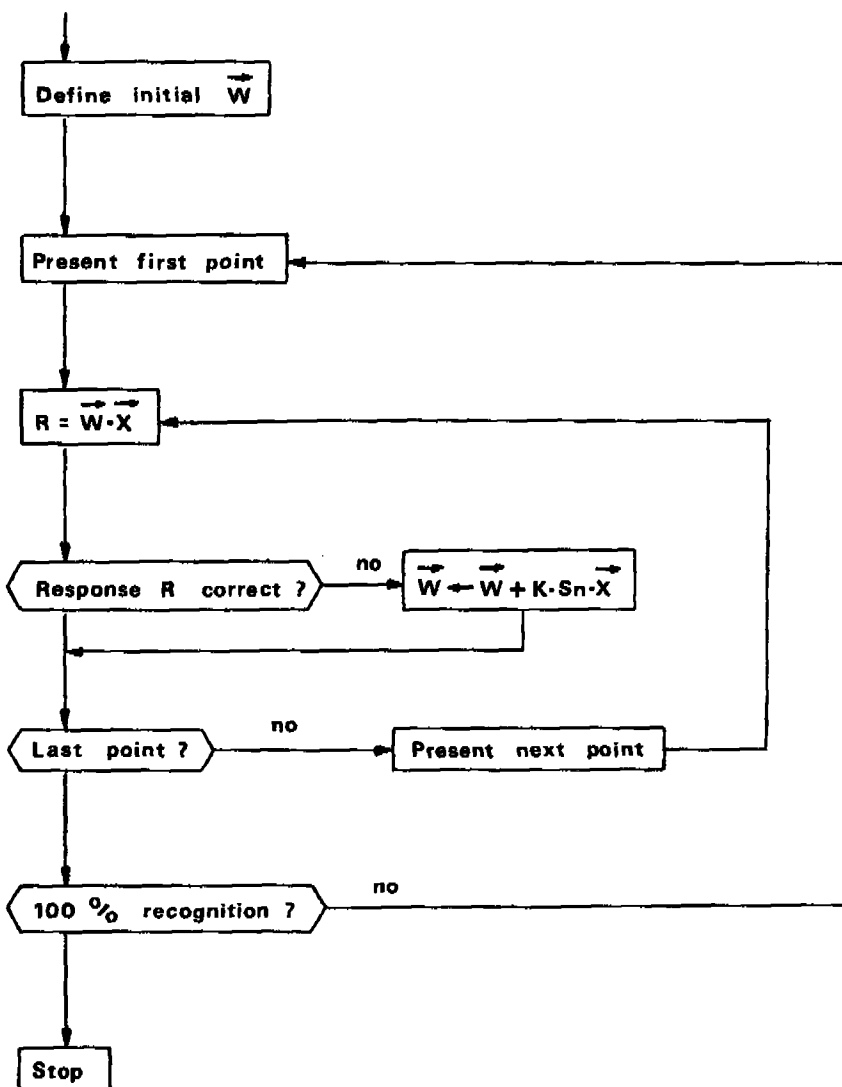 Define initial W⃗
Present first point
R = W⃗·X⃗
no
Response R correct ?
W⃗ ← W⃗ + K·Sn·X⃗
no
Last point ?
Present next point
no
100 % recognition ?
Stop